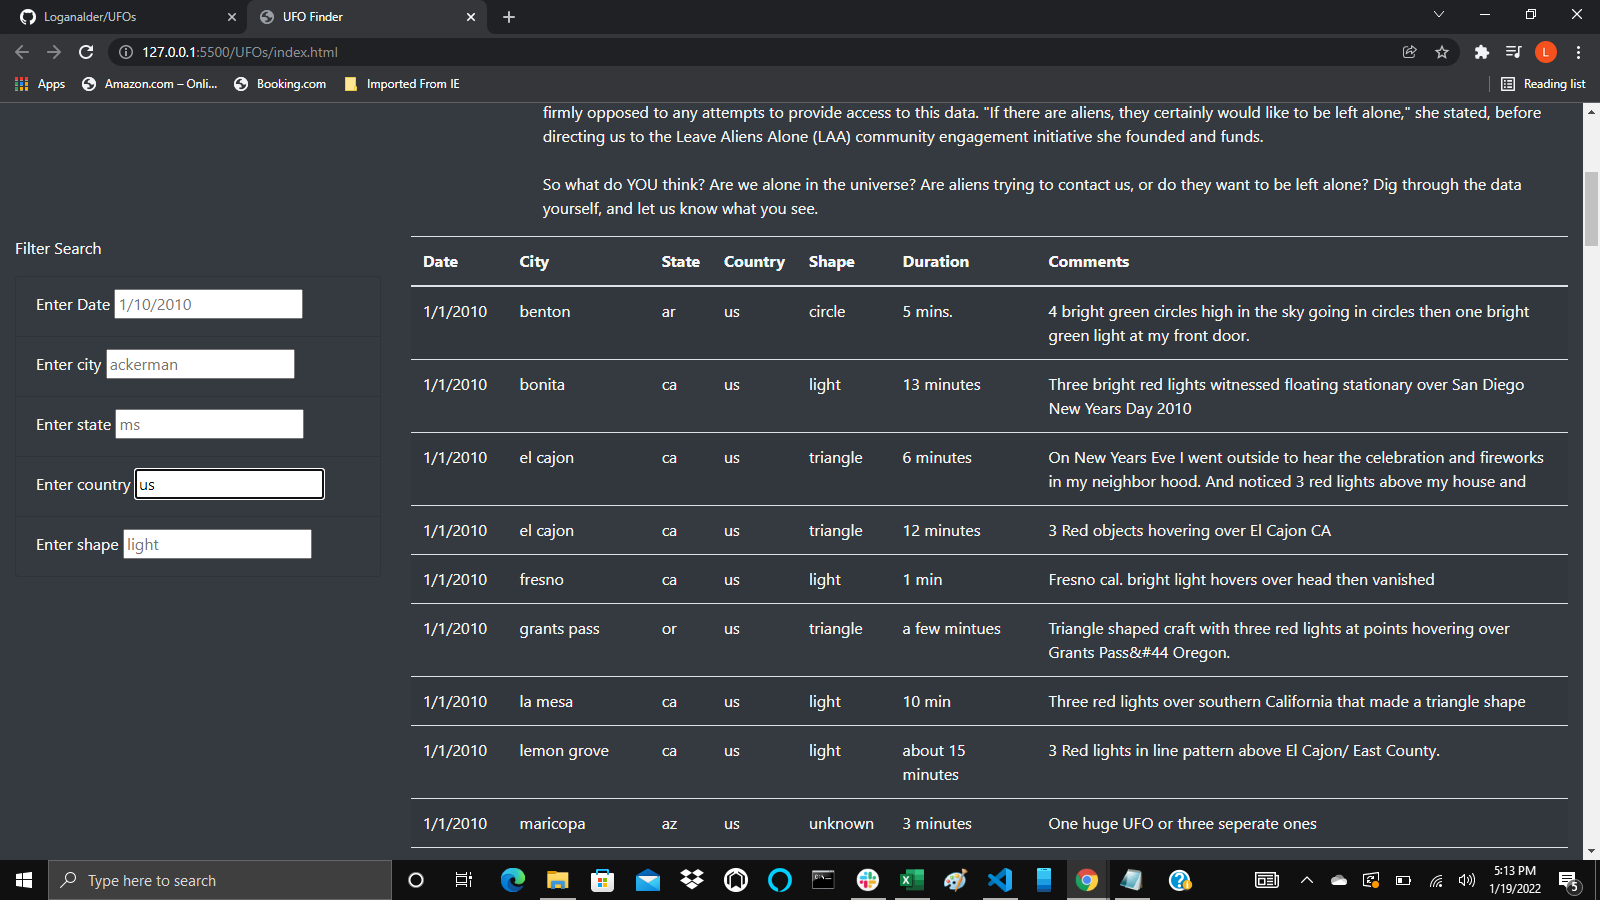 Loganalder/UFOs
UFO Finder
127.0.0.1:5500/UFOs/index.html
L
Apps
Amazon.com – Onli...
Booking.com
Imported From IE
Reading list
firmly opposed to any attempts to provide access to this data. "If there are aliens, they certainly would like to be left alone," she stated, before
directing us to the Leave Aliens Alone (LAA) community engagement initiative she founded and funds.
So what do YOU think? Are we alone in the universe? Are aliens trying to contact us, or do they want to be left alone? Dig through the data
yourself, and let us know what you see.
Filter Search
Enter Date 1/10/2010
Enter city ackerman
Enter state ms
Enter country us
Enter shape light
Date City State Country Shape Duration Comments
1/1/2010 benton ar us circle 5 mins. 4 bright green circles high in the sky going in circles then one bright
green light at my front door.
1/1/2010 bonita ca us light 13 minutes Three bright red lights witnessed floating stationary over San Diego
New Years Day 2010
1/1/2010 el cajon ca us triangle 6 minutes On New Years Eve I went outside to hear the celebration and fireworks
in my neighbor hood. And noticed 3 red lights above my house and
1/1/2010 el cajon ca us triangle 12 minutes 3 Red objects hovering over El Cajon CA
1/1/2010 fresno ca us light 1 min Fresno cal. bright light hovers over head then vanished
1/1/2010 grants pass or us triangle a few mintues Triangle shaped craft with three red lights at points hovering over
Grants Pass&#44 Oregon.
1/1/2010 la mesa ca us light 10 min Three red lights over southern California that made a triangle shape
1/1/2010 lemon grove ca us light about 15 3 Red lights in line pattern above El Cajon/ East County.
minutes
1/1/2010 maricopa az us unknown 3 minutes One huge UFO or three seperate ones
Type here to search
5:13 PM
1/19/2022
5